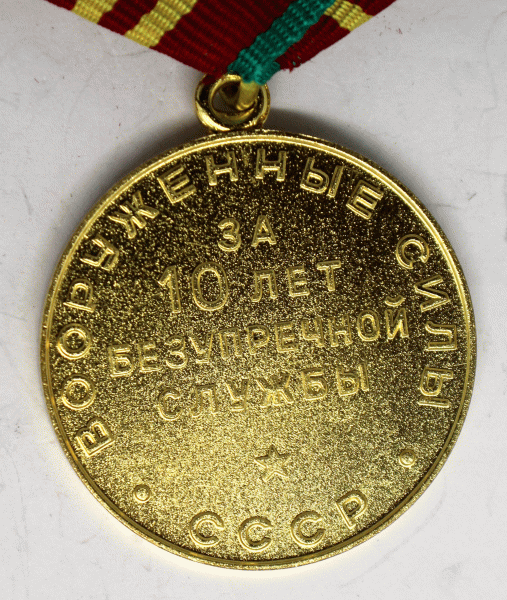 ВООРУЖЕННЫЕ СИЛЫ
ЗА
10 ЛЕТ
БЕЗУПРЕЧНОЙ
СЛУЖБЫ
СССР